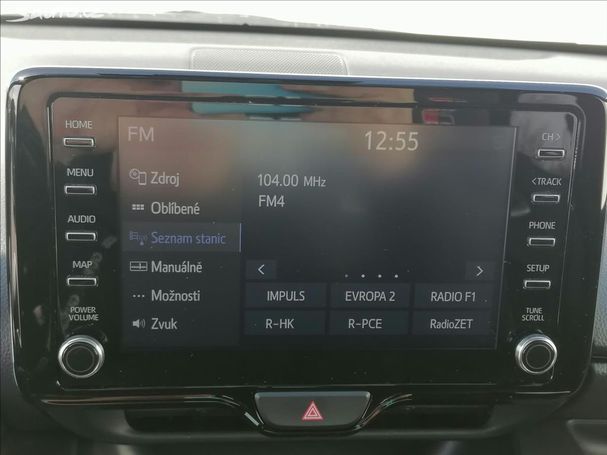 HOME
MENU
AUDIO
MAP
POWER
VOLUME
FM
12:55
Zdroj
Oblíbené
Seznam stanic
Manuálně
Možnosti
Zvuk
104.00 MHz
FM4
IMPULS
EVROPA 2
RADIO F1
R-HK
R-PCE
RadioZET
CH >
< TRACK
PHONE
SETUP
TUNE
SCROLL